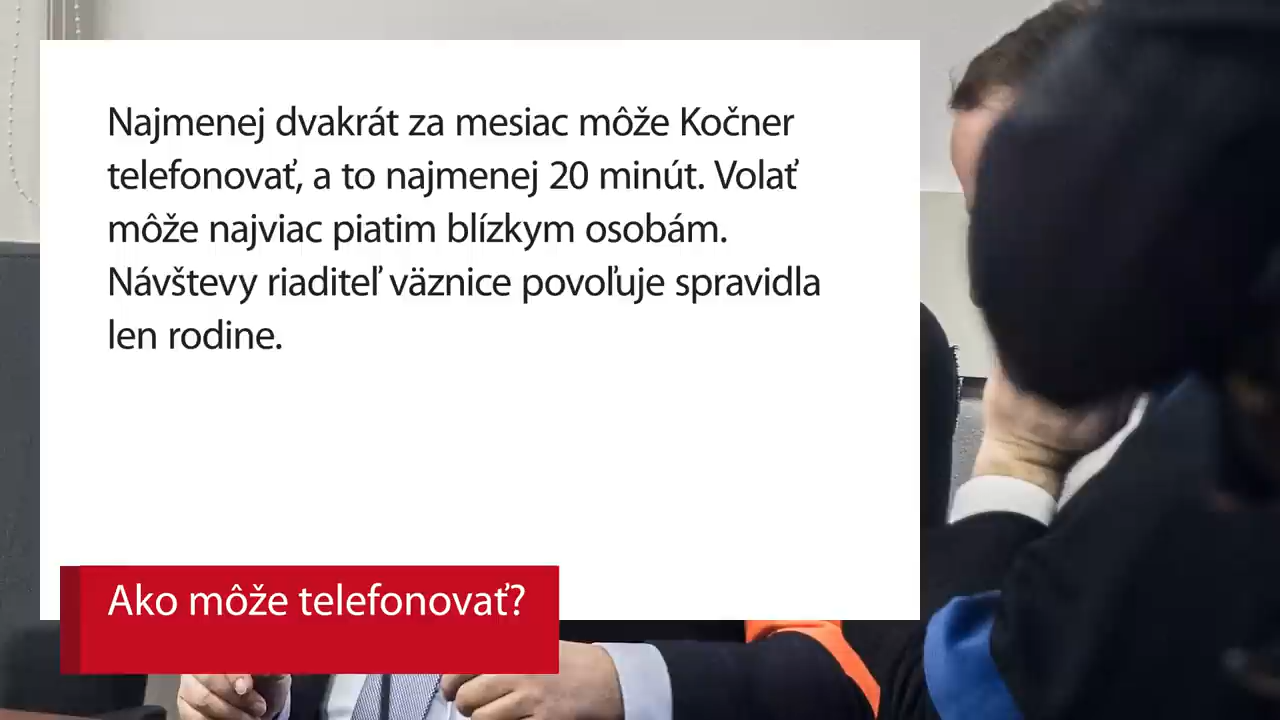 Najmenej dvakrát za mesiac môže Kočner
telefonovať, a to najmenej 20 minút. Volať
môže najviac piatim blízkym osobám.
Návštevy riaditeľ väznice povoľuje spravidla
len rodine.
Ako môže telefonovať?